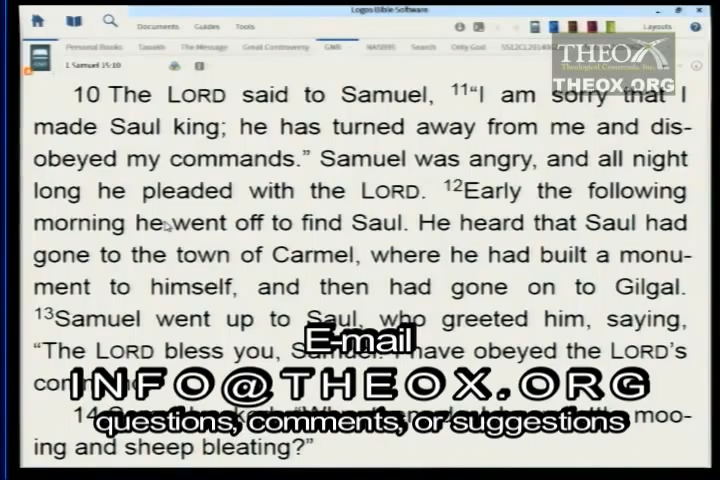 Logos Bible Software
Documents Guides Tools Layouts
Personal Books Tanakh The Message Great Controversy GNB NASB95 Search Only God
1 Samuel 15:10
THEOX
Theological Crossroads, Inc.
THEOX.ORG
10 The LORD said to Samuel, 11“I am sorry that I
made Saul king; he has turned away from me and dis-
obeyed my commands.” Samuel was angry, and all night
long he pleaded with the LORD. 12Early the following
morning he went off to find Saul. He heard that Saul had
gone to the town of Carmel, where he had built a monu-
ment to himself, and then had gone on to Gilgal.
13Samuel went up to Saul, who greeted him, saying,
“The LORD bless you, Samuel. I have obeyed the LORD’s
E-mail
INFO@THEOX.ORG
14 moo-
questions, comments, or suggestions
ing and sheep bleating?”